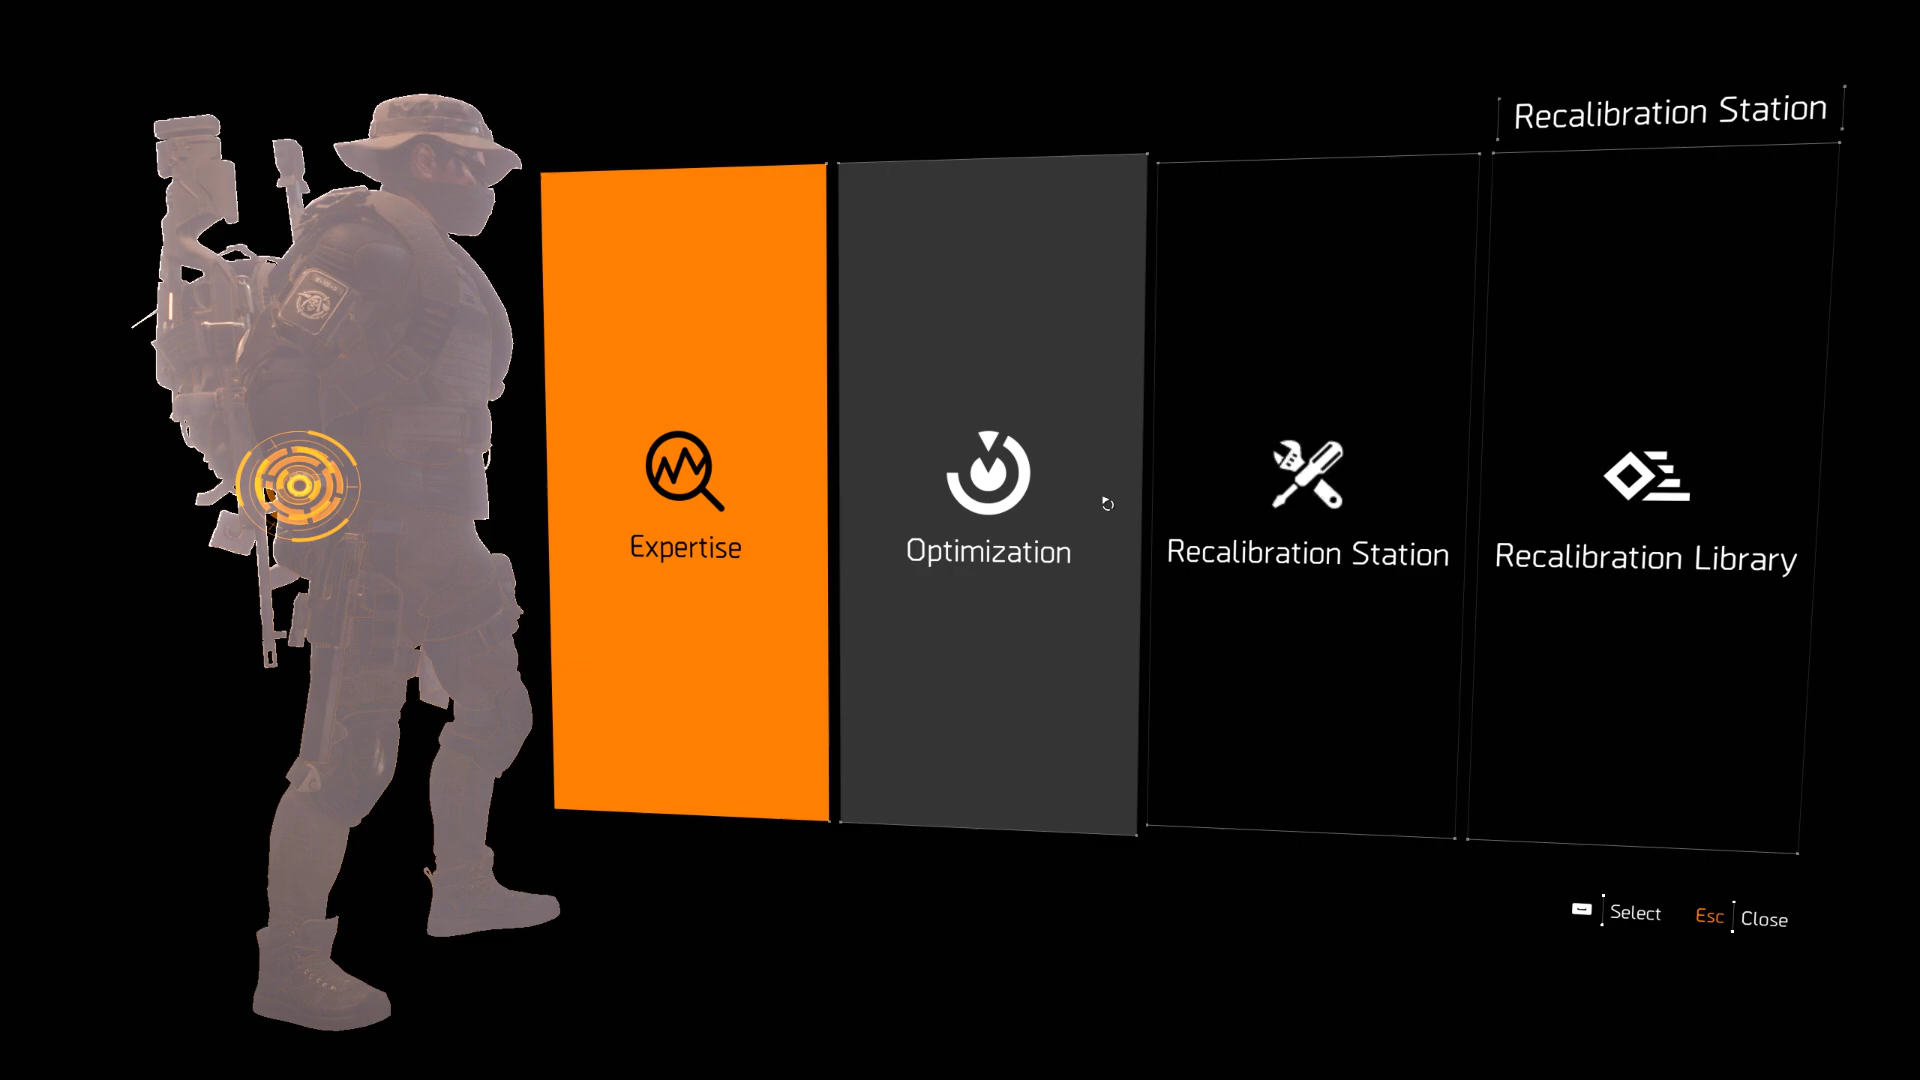 Recalibration Station
Expertise
Optimization
Recalibration Station
Recalibration Library
Select
Esc
Close